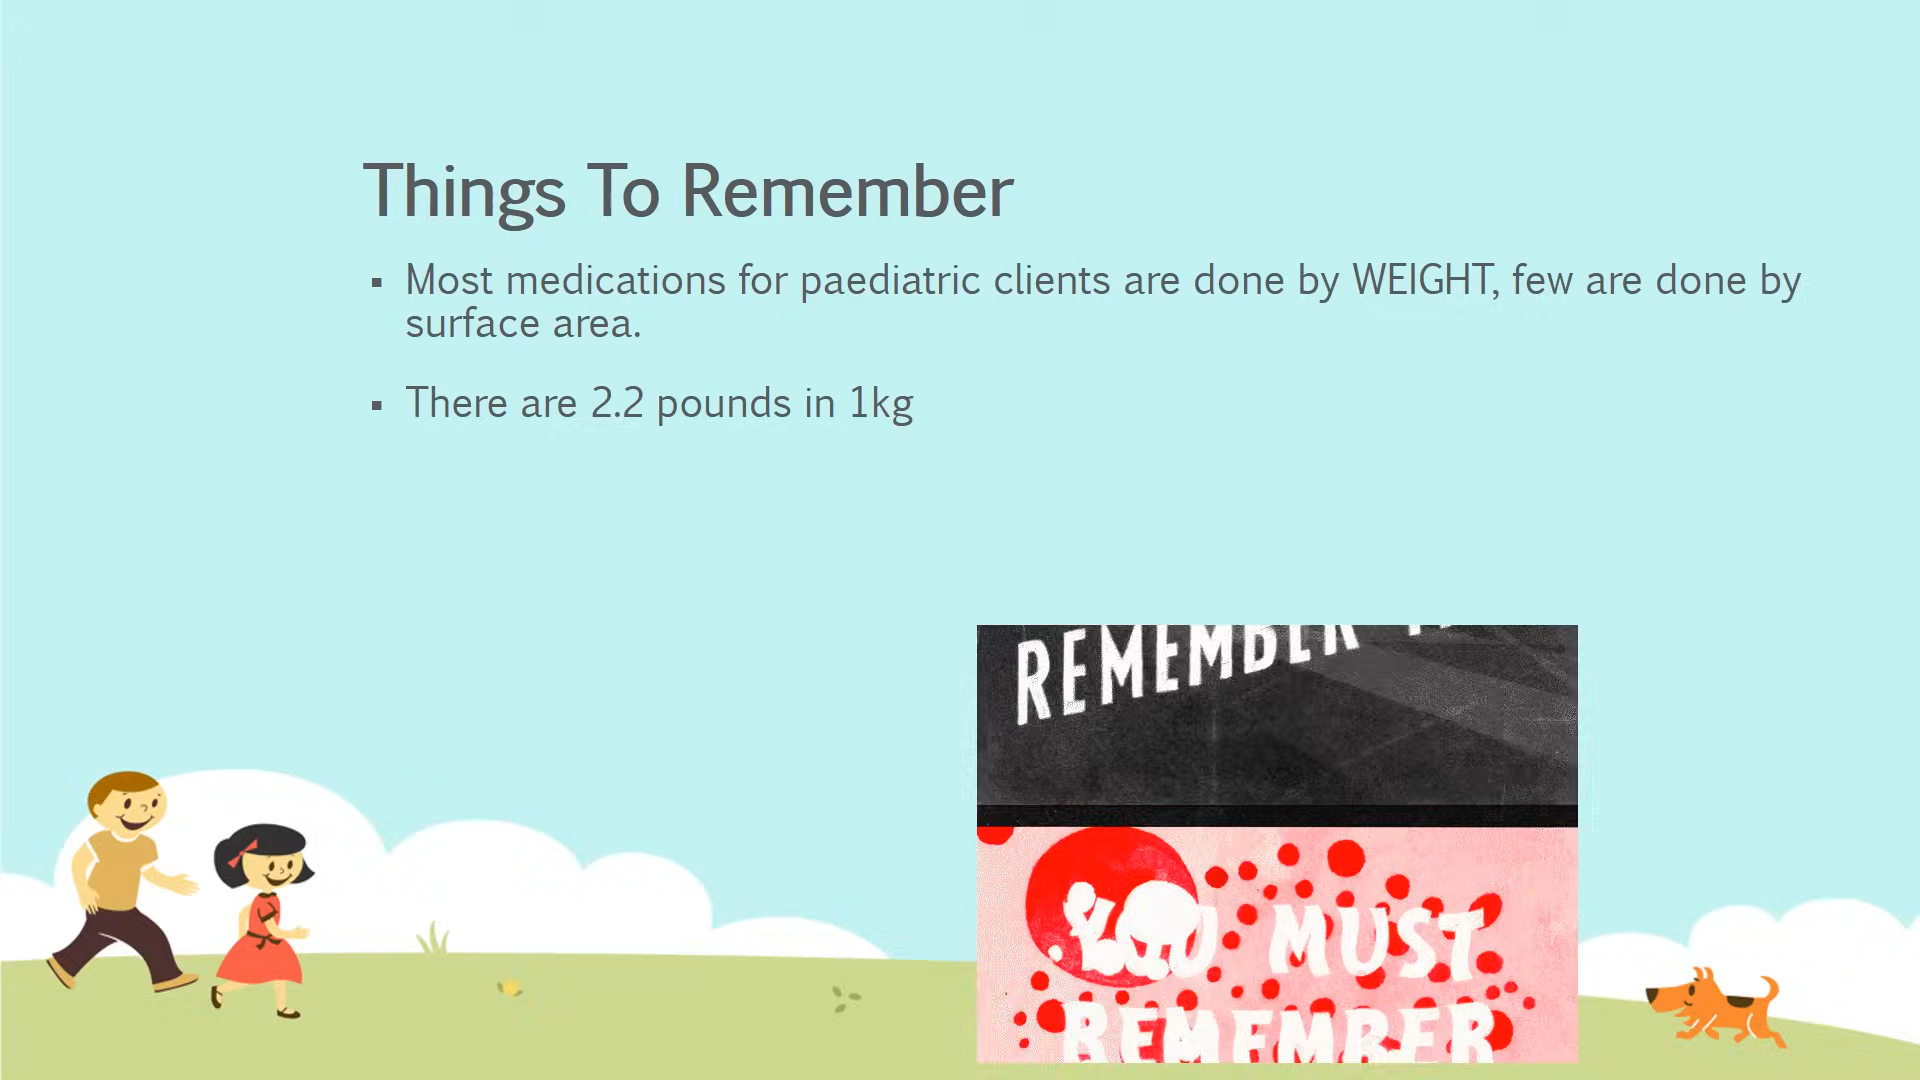 Things To Remember
▪ Most medications for paediatric clients are done by WEIGHT, few are done by
surface area.
▪ There are 2.2 pounds in 1kg
REMEMBER
YOU MUST
REMEMBER